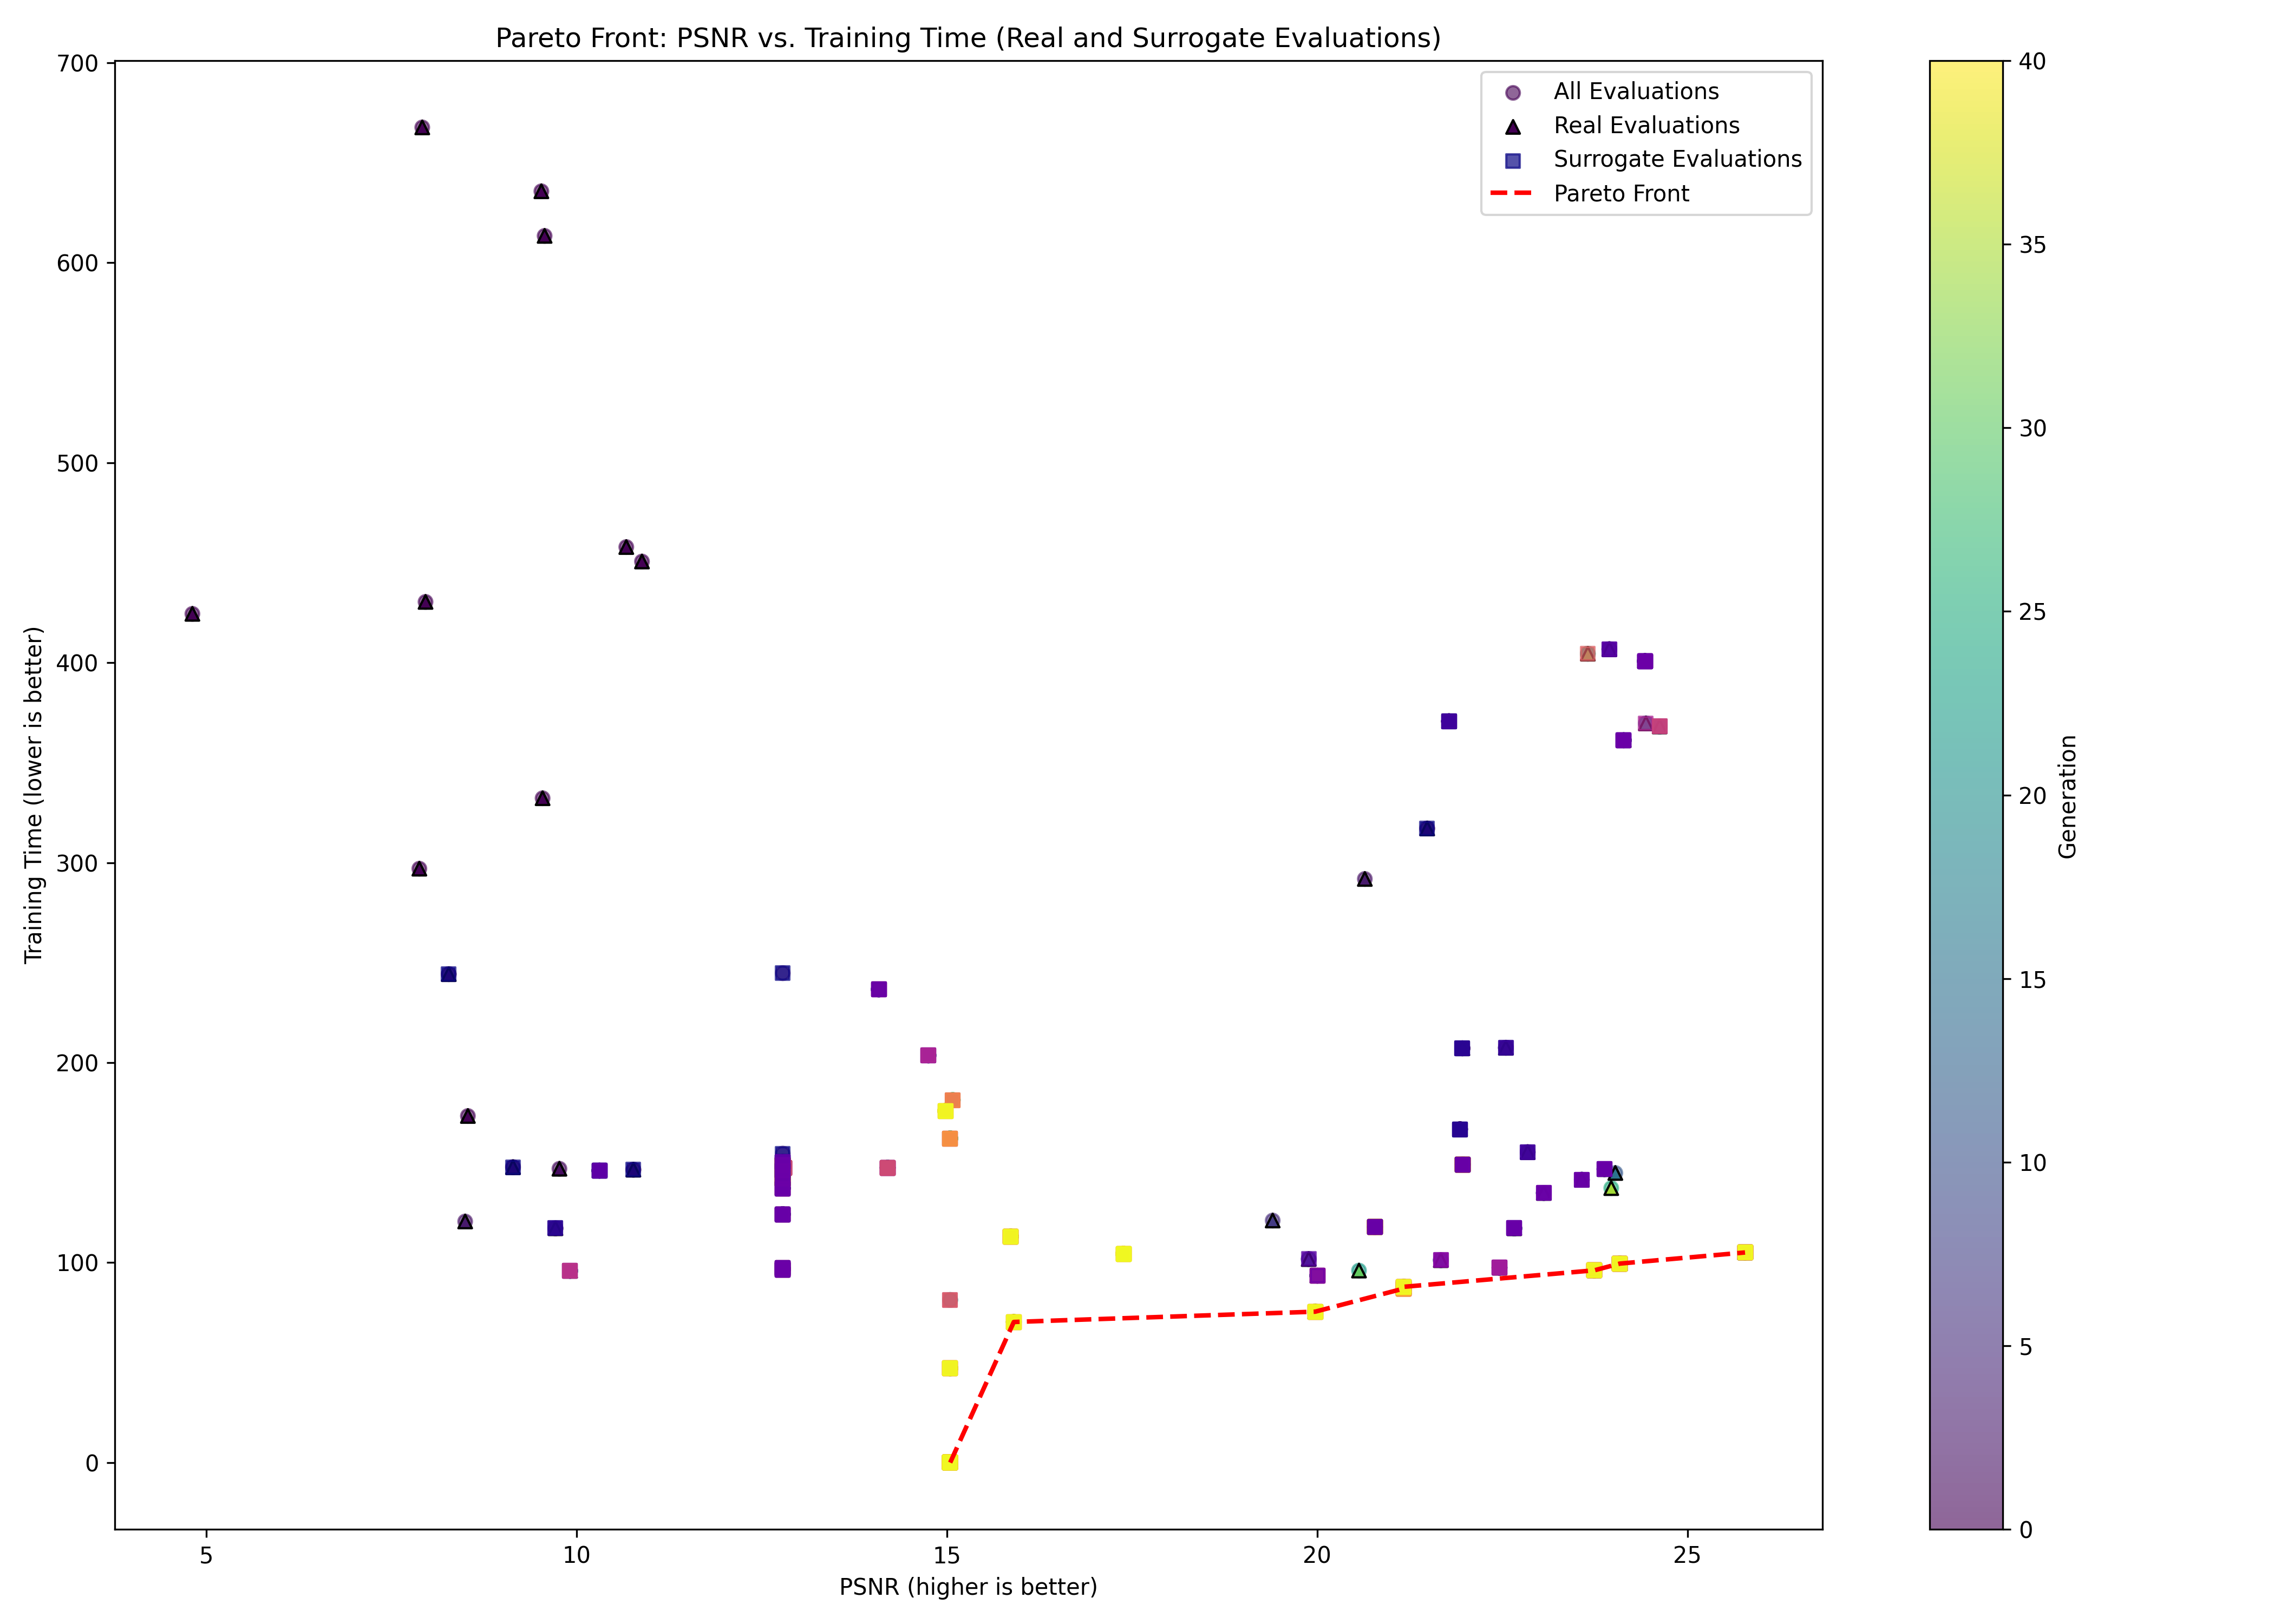 Pareto Front: PSNR vs. Training Time (Real and Surrogate Evaluations)
All Evaluations
Real Evaluations
Surrogate Evaluations
Pareto Front
Training Time (lower is better)
700
600
500
400
300
200
100
0
5
10
15
20
25
PSNR (higher is better)
40
35
30
25
20
15
10
5
0
Generation